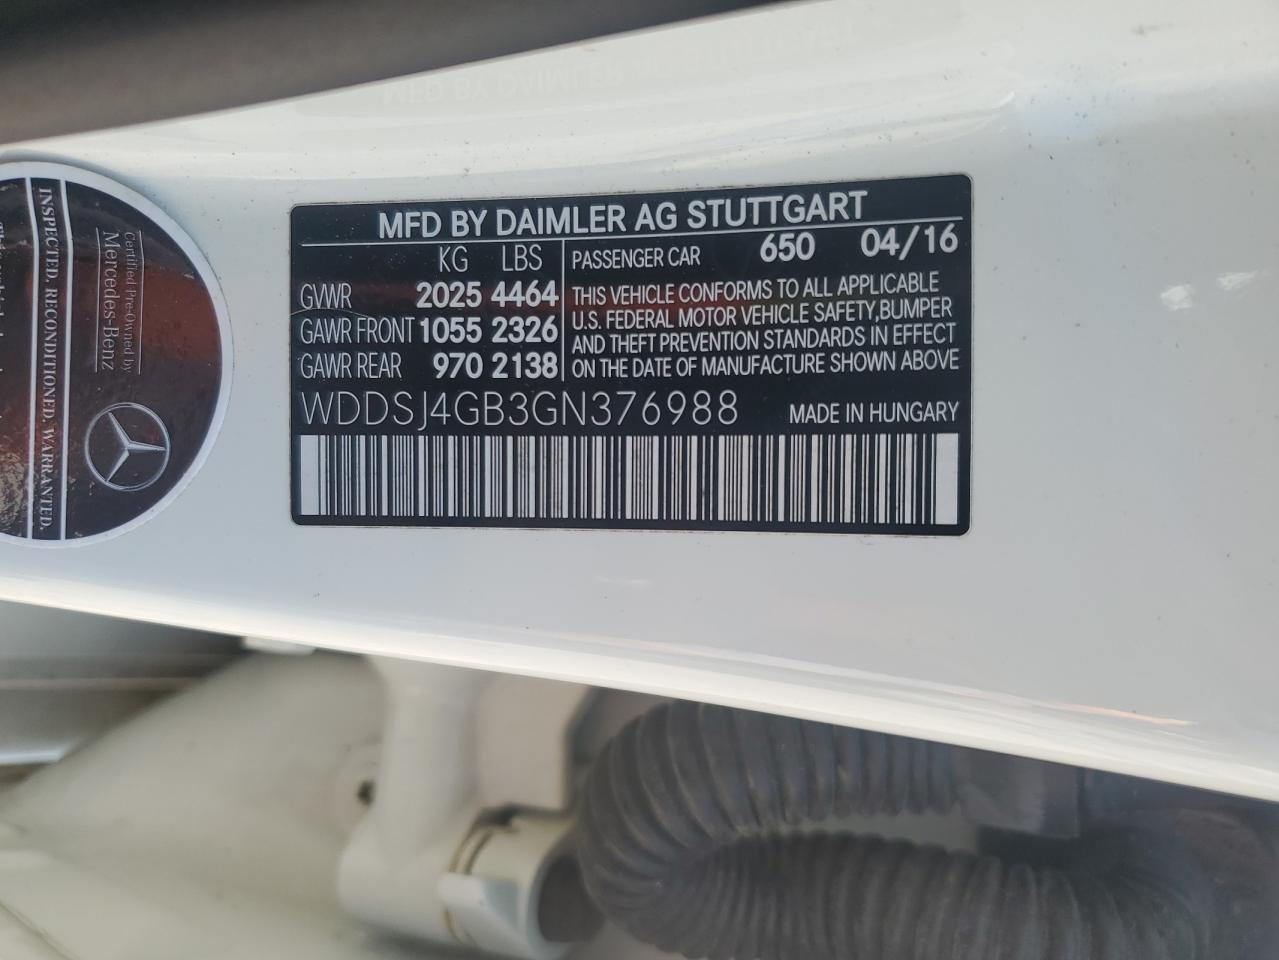 MFD BY DAIMLER AG STUTTGART
KG LBS PASSENGER CAR 650 04/16
GVWR 2025 4464
GAWR FRONT 1055 2326
GAWR REAR 970 2138
THIS VEHICLE CONFORMS TO ALL APPLICABLE
U.S. FEDERAL MOTOR VEHICLE SAFETY, BUMPER
AND THEFT PREVENTION STANDARDS IN EFFECT
ON THE DATE OF MANUFACTURE SHOWN ABOVE
WDDSJ4GB3GN376988 MADE IN HUNGARY
Certified Pre-Owned by
Mercedes-Benz
INSPECTED. RECONDITIONED. WARRANTED.